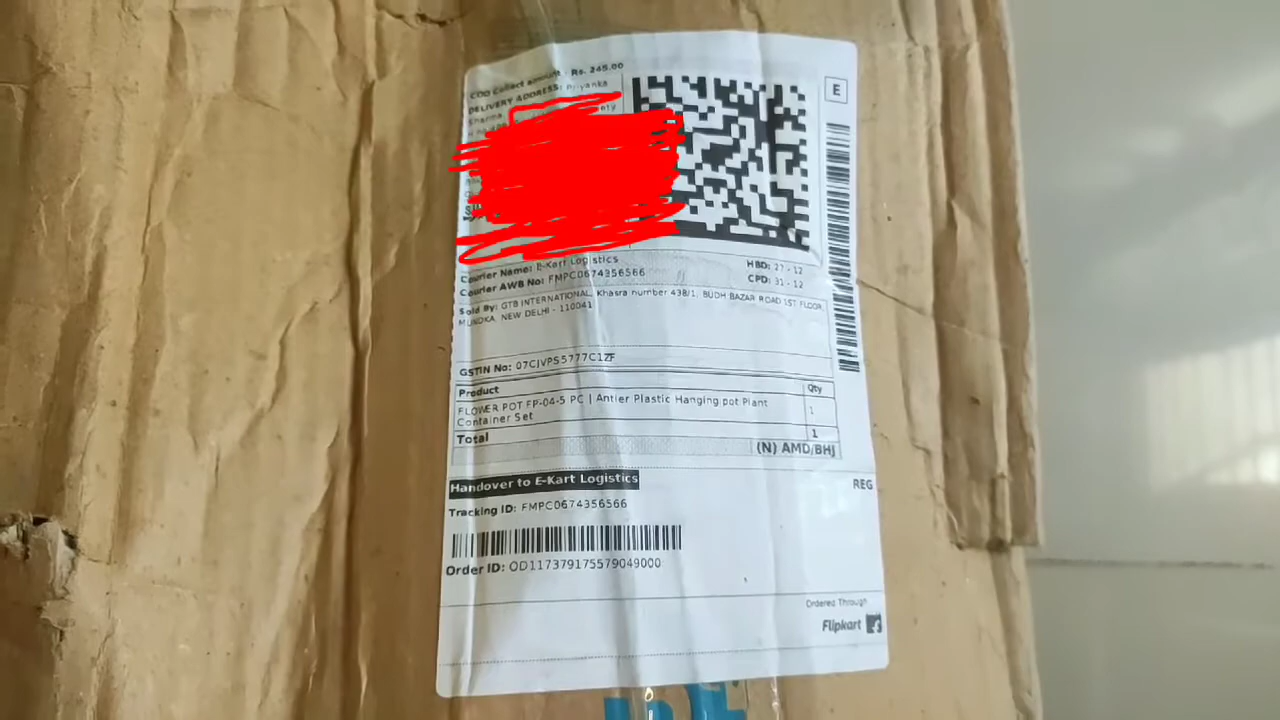 COD Collect amount : Rs. 245.00
DELIVERY ADDRESS: Priyanka
Sharma
E
Courier Name: E-Kart Logistics
Courier AWB No: FMPC0674356566
HBD: 27 - 12
CPD: 31 - 12
Sold By: GTB INTERNATIONAL, Khasra number 438/1, BUDH BAZAR ROAD 1ST FLOOR,
MUNDKA, NEW DELHI - 110041
GSTIN No: 07CJVPS5777C1ZF
Product Qty
FLOWER POT FP-04-5 PC | Antier Plastic Hanging pot Plant 1
Container Set
Total 1
(N) AMD/BHJ
Handover to E-Kart Logistics
REG
Tracking ID: FMPC0674356566
Order ID: OD117379175579049000
Ordered Through
Flipkart